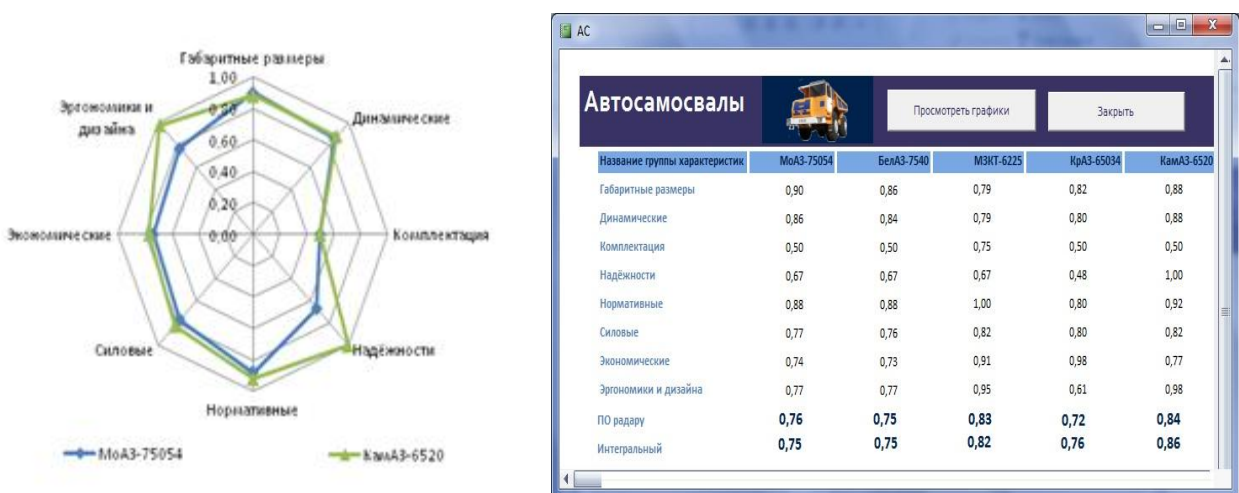 Габаритные размеры
1,00
Эргономики и
дизайна
0,80
Динамические
0,60
0,40
0,20
Экономические
0,00
Комплектация
Силовые
Надёжности
Нормативные
МоАЗ-75054 КамАЗ-6520
АС
Автосамосвалы Просмотреть графики Закрыть
Название группы характеристик МоАЗ-75054 БелАЗ-7540 МЗКТ-6225 КрАЗ-65034 КамАЗ-6520
Габаритные размеры 0,90 0,86 0,79 0,82 0,88
Динамические 0,86 0,84 0,79 0,80 0,88
Комплектация 0,50 0,50 0,75 0,50 0,50
Надёжности 0,67 0,67 0,67 0,48 1,00
Нормативные 0,88 0,88 1,00 0,80 0,92
Силовые 0,77 0,76 0,82 0,80 0,82
Экономические 0,74 0,73 0,91 0,98 0,77
Эргономики и дизайна 0,77 0,77 0,95 0,61 0,98
ПО радару 0,76 0,75 0,83 0,72 0,84
Интегральный 0,75 0,75 0,82 0,76 0,86